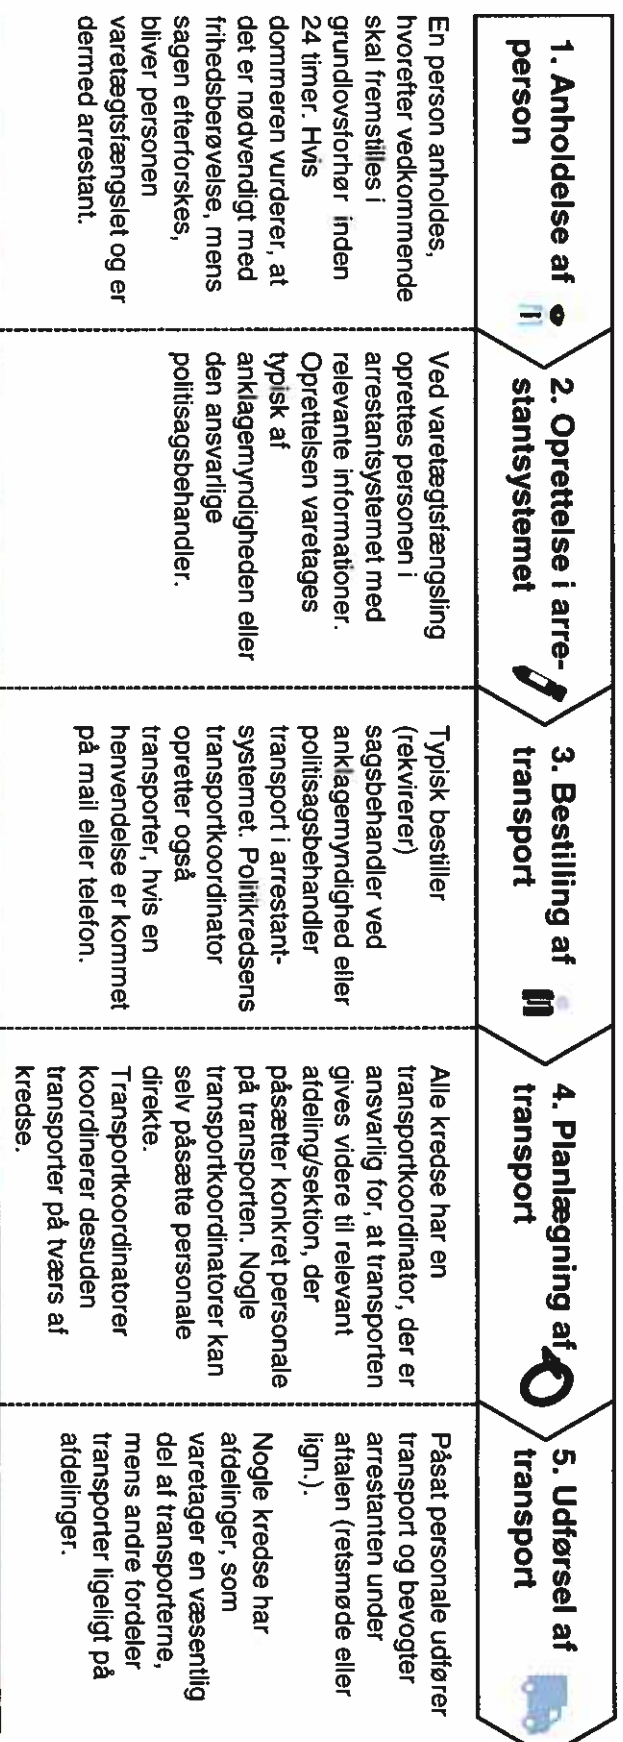 1. Anholdelse af
person
En person anholdes,
hvorefter vedkommende
skal fremstilles i
grundlovsforhør inden
24 timer. Hvis
dommeren vurderer, at
det er nødvendigt med
frihedsberøvelse, mens
sagen efterforskes,
bliver personen
varetægtsfængslet og er
dermed arrestant.
2. Oprettelse i arre-
stantsystemet
Ved varetægtsfængsling
oprettes personen i
arrestantsystemet med
relevante informationer.
Oprettelsen varetages
typisk af
anklagemyndigheden eller
den ansvarlige
politisagsbehandler.
3. Bestilling af
transport
Typisk bestiller
(rekvirerer)
sagsbehandler ved
anklagemyndighed eller
politisagsbehandler
transport i arrestant-
systemet. Politikredsens
transportkoordinator
opretter også
transporter, hvis en
henvendelse er kommet
på mail eller telefon.
4. Planlægning af
transport
Alle kredse har en
transportkoordinator, der er
ansvarlig for, at transporten
gives videre til relevant
afdeling/sektion, der
påsætter konkret personale
på transporten. Nogle
transportkoordinatorer kan
selv påsætte personale
direkte.
Transportkoordinatorer
koordinerer desuden
transporter på tværs af
kredse.
5. Udførsel af
transport
Påsat personale udfører
transport og bevogter
arrestanten under
aftalen (retsmøde eller
lign.).
Nogle kredse har
afdelinger, som
varetager en væsentlig
del af transporterne,
mens andre fordeler
transporter ligeligt på
afdelinger.